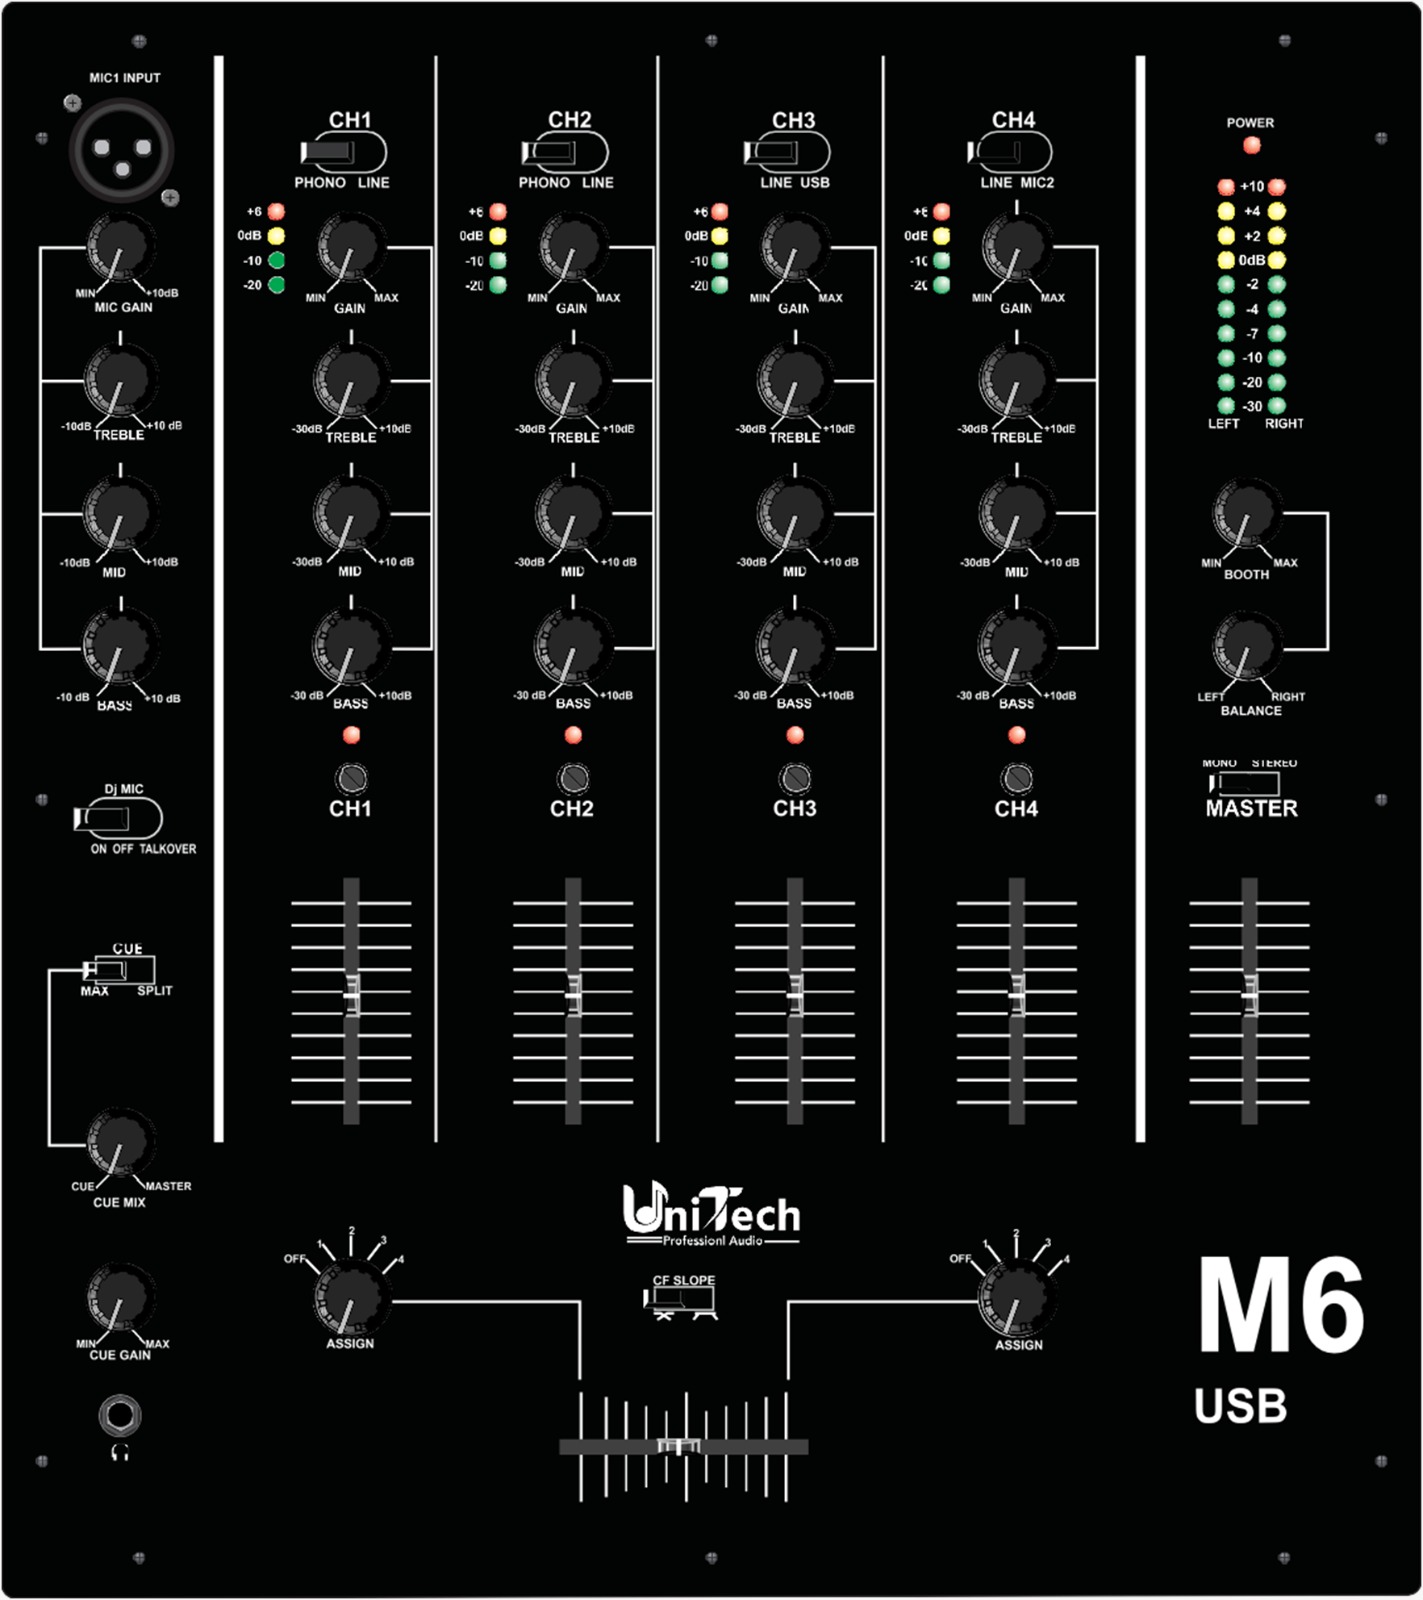 MIC1 INPUT
MIN +10dB
MIC GAIN
-10dB +10 dB
TREBLE
-10dB +10dB
MID
-10 dB +10 dB
BASS
Dj MIC
ON OFF TALKOVER
CUE
MAX SPLIT
CUE MASTER
CUE MIX
MIN MAX
CUE GAIN
CH1
PHONO LINE
+6
0dB
-10
-20
MIN MAX
GAIN
-30dB +10dB
TREBLE
-30dB +10 dB
MID
-30 dB +10dB
BASS
CH1
CH2
PHONO LINE
+6
0dB
-10
-20
MIN MAX
GAIN
-30dB +10dB
TREBLE
-30dB +10 dB
MID
-30 dB +10dB
BASS
CH2
CH3
LINE USB
+6
0dB
-10
-20
MIN MAX
GAIN
-30dB +10dB
TREBLE
-30dB +10 dB
MID
-30 dB +10dB
BASS
CH3
CH4
LINE MIC2
+6
0dB
-10
-20
MIN MAX
GAIN
-30dB +10dB
TREBLE
-30dB +10 dB
MID
-30 dB +10dB
BASS
CH4
POWER
+10
+4
+2
0dB
-2
-4
-7
-10
-20
-30
LEFT RIGHT
MIN MAX
BOOTH
LEFT RIGHT
BALANCE
MONO STEREO
MASTER
UniTech
Professionl Audio
OFF 1 2 3 4
ASSIGN
CF SLOPE
OFF 1 2 3 4
ASSIGN
M6
USB